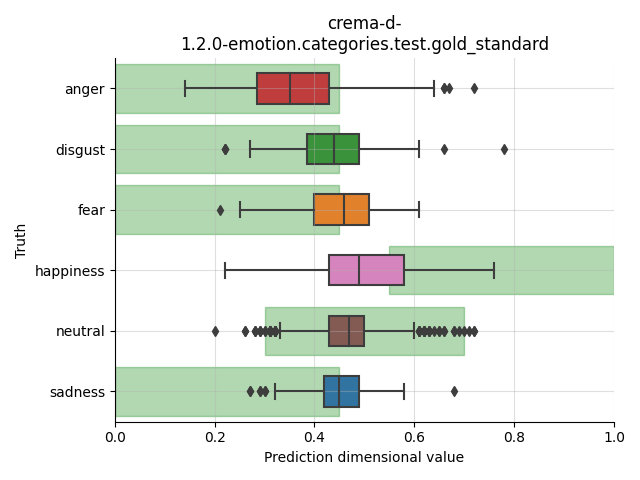 crema-d-
1.2.0-emotion.categories.test.gold_standard
anger
disgust
fear
happiness
neutral
sadness
Truth
0.0 0.2 0.4 0.6 0.8 1.0
Prediction dimensional value